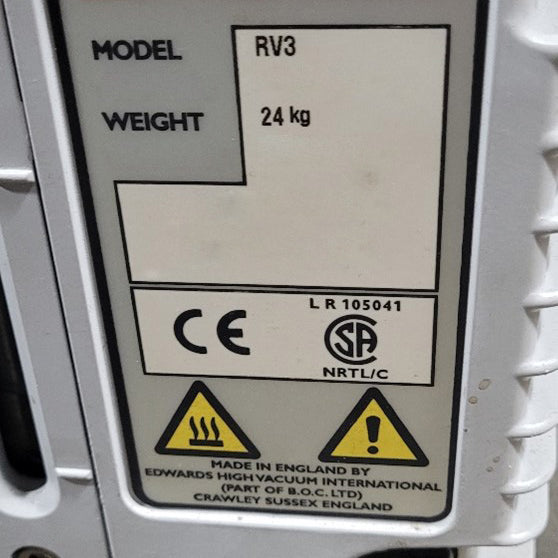 MODEL RV3
WEIGHT 24 kg
LR 105041
CE
SA
NRTL/C
MADE IN ENGLAND BY
EDWARDS HIGH VACUUM INTERNATIONAL
(PART OF B.O.C. LTD)
CRAWLEY SUSSEX ENGLAND